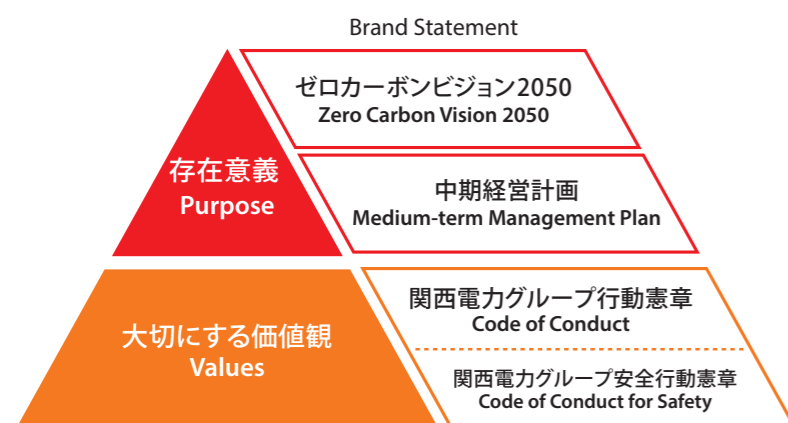 Brand Statement
ゼロカーボンビジョン2050
Zero Carbon Vision 2050
存在意義
Purpose
中期経営計画
Medium-term Management Plan
大切にする価値観
Values
関西電力グループ行動憲章
Code of Conduct
関西電力グループ安全行動憲章
Code of Conduct for Safety